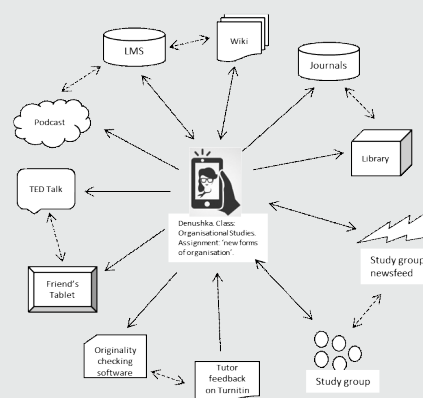 LMS
Wiki
Journals
Podcast
Library
TED Talk
Denushka. Class:
Organisational Studies.
Assignment: 'new forms
of organisation'.
Study group
newsfeed
Friend's
Tablet
Originality
checking
software
Tutor
feedback
on Turnitin
Study group